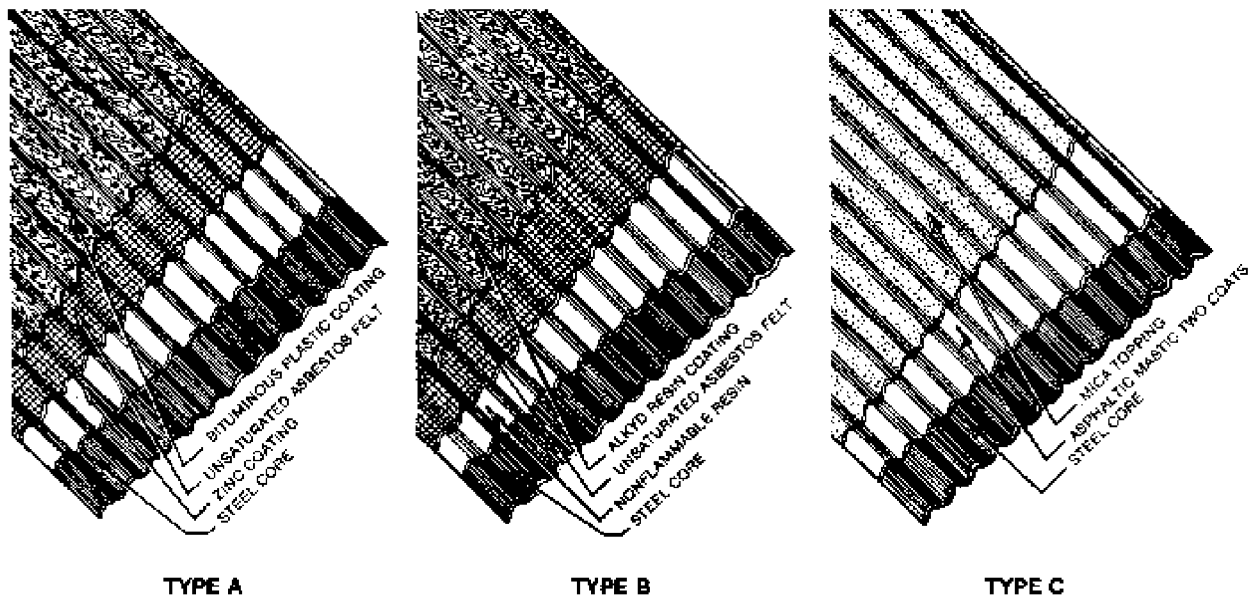 BITUMINOUS PLASTIC COATING
UNSATURATED ASBESTOS FELT
ZINC COATING
STEEL CORE
TYPE A
ALKYD RESIN COATING
UNSATURATED ASBESTOS FELT
NONFLAMMABLE RESIN
STEEL CORE
TYPE B
MICA TOPPING
ASPHALTIC MASTIC TWO COATS
STEEL CORE
TYPE C